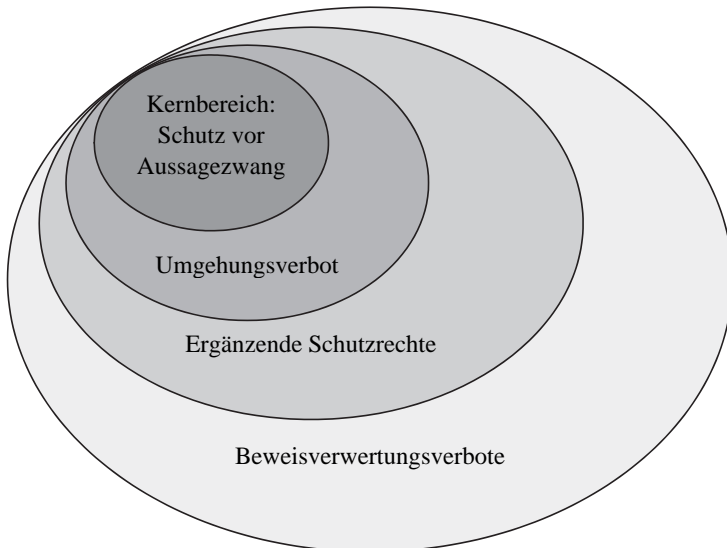 Kernbereich:
Schutz vor
Aussagezwang
Umgehungsverbot
Ergänzende Schutzrechte
Beweisverwertungsverbote